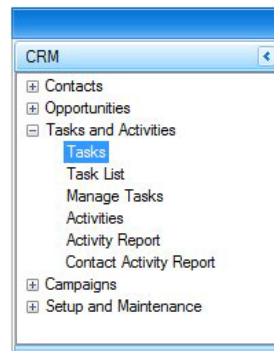 CRM
Contacts
Opportunities
Tasks and Activities
Tasks
Task List
Manage Tasks
Activities
Activity Report
Contact Activity Report
Campaigns
Setup and Maintenance